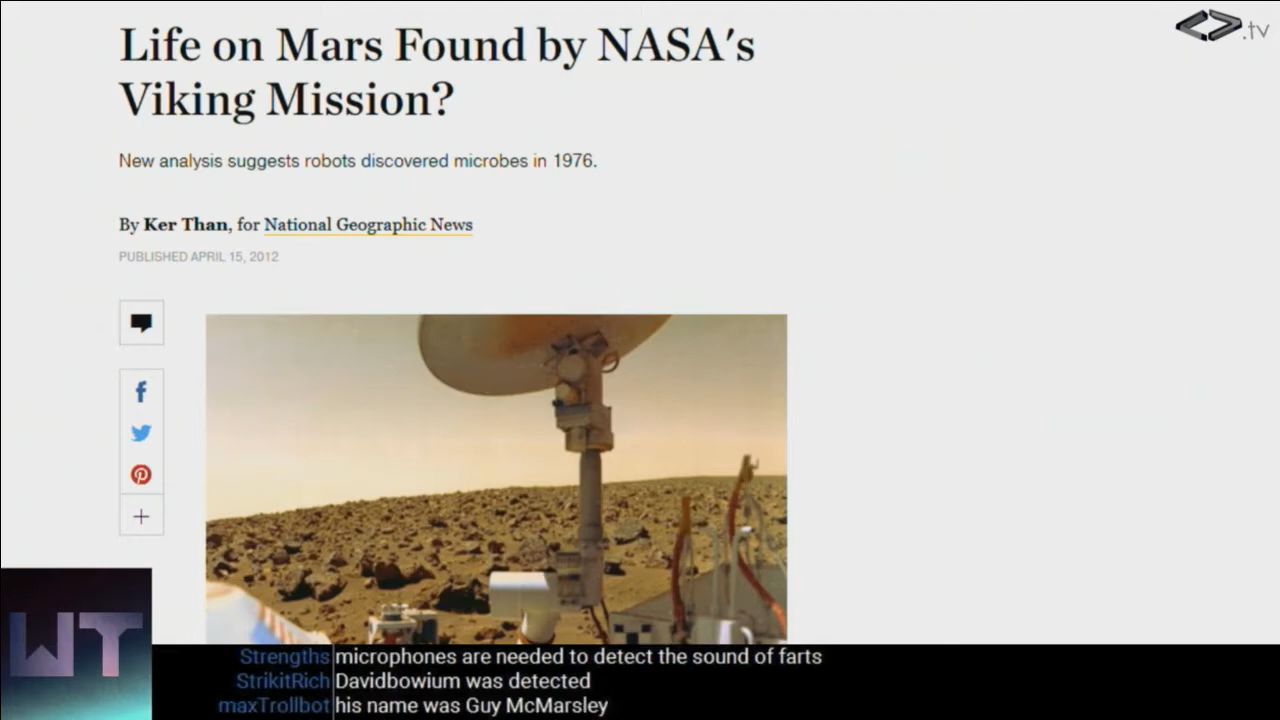 .tv
Life on Mars Found by NASA's
Viking Mission?
New analysis suggests robots discovered microbes in 1976.
By Ker Than, for National Geographic News
PUBLISHED APRIL 15, 2012
WT
Strengths microphones are needed to detect the sound of farts
StrikitRich Davidbowium was detected
maxTrollbot his name was Guy McMarsley